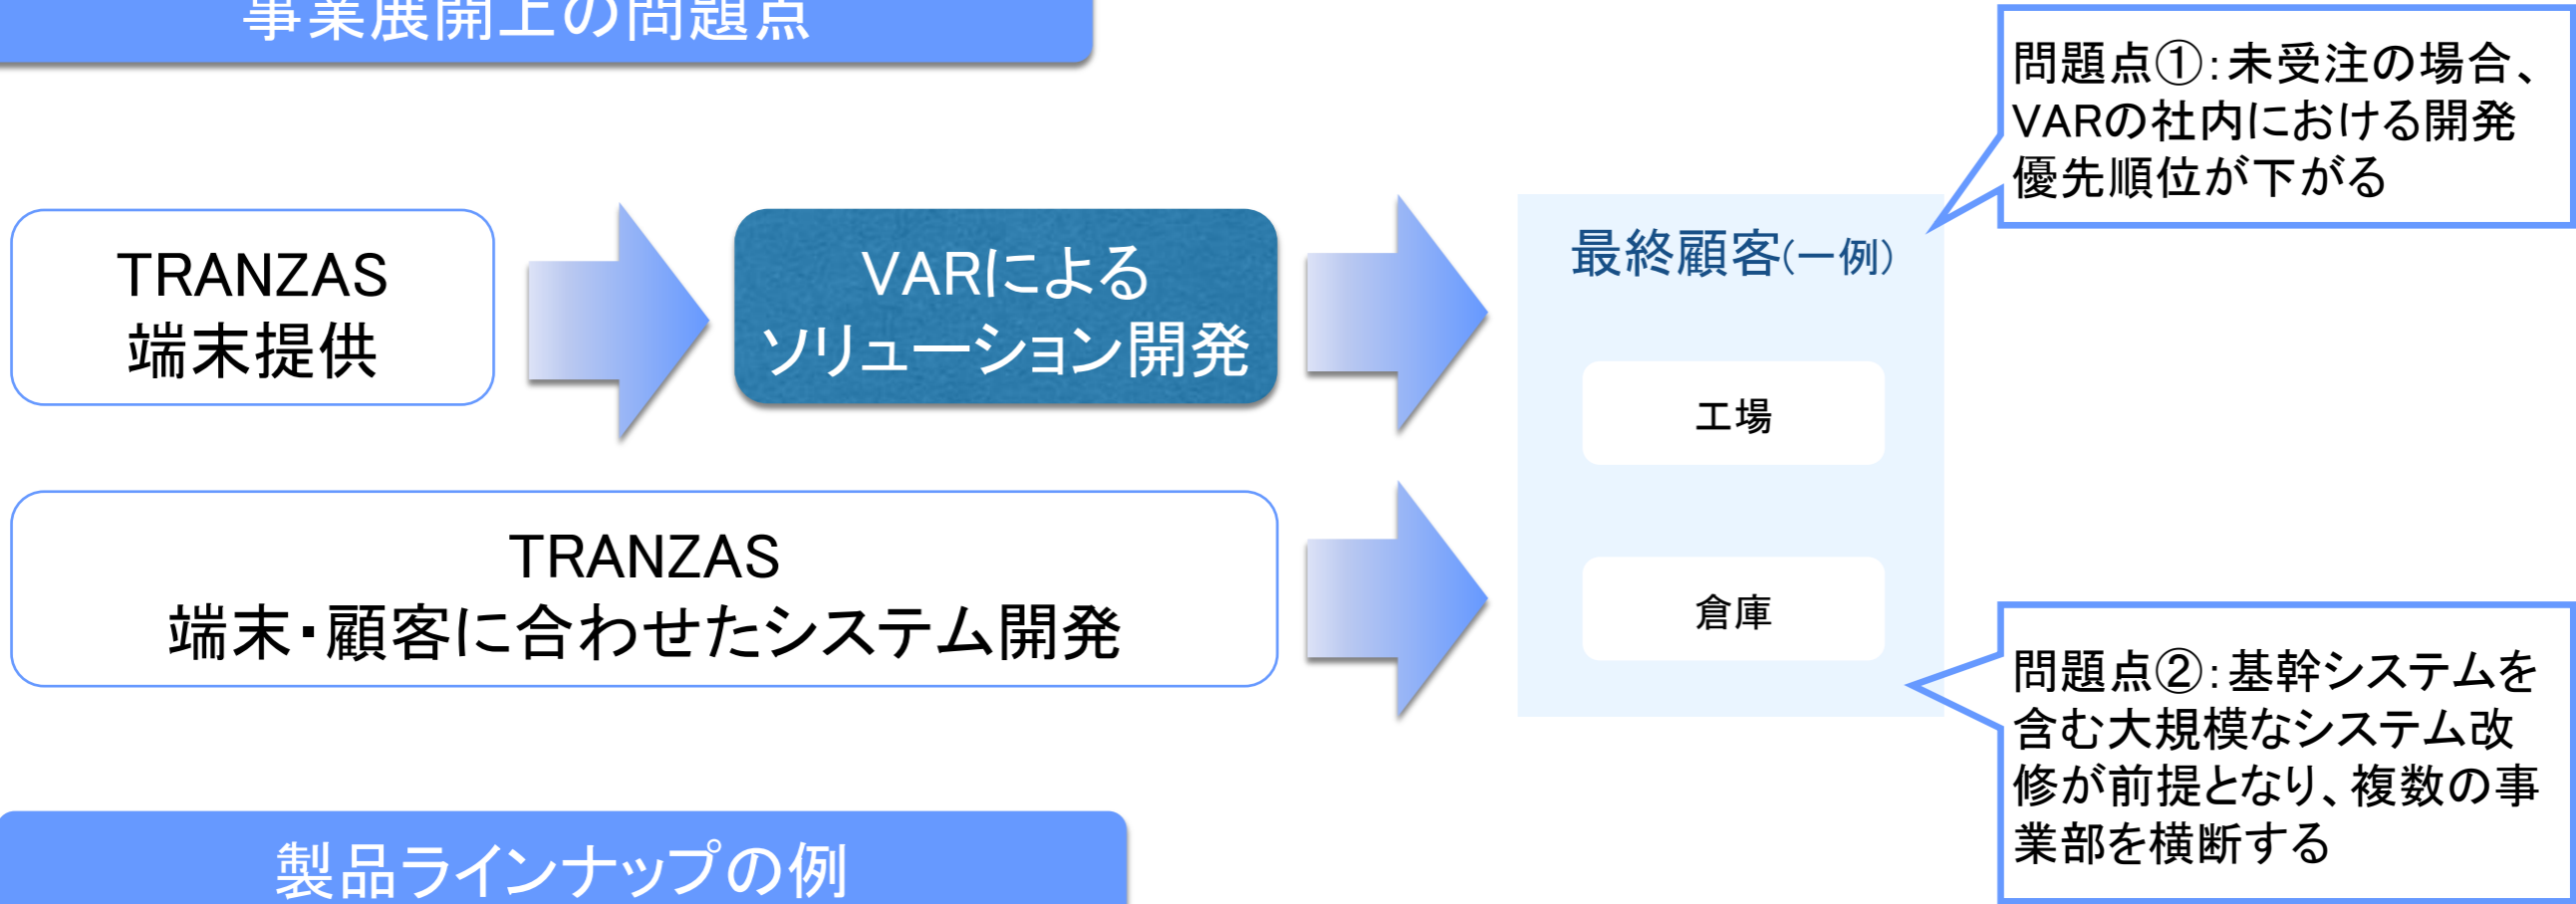 事業展開上の問題点
問題点①:未受注の場合、
VARの社内における開発
優先順位が下がる
TRANZAS
端末提供
VARによる
ソリューション開発
最終顧客(一例)
工場
倉庫
TRANZAS
端末・顧客に合わせたシステム開発
問題点②:基幹システムを
含む大規模なシステム改
修が前提となり、複数の事
業部を横断する
製品ラインナップの例